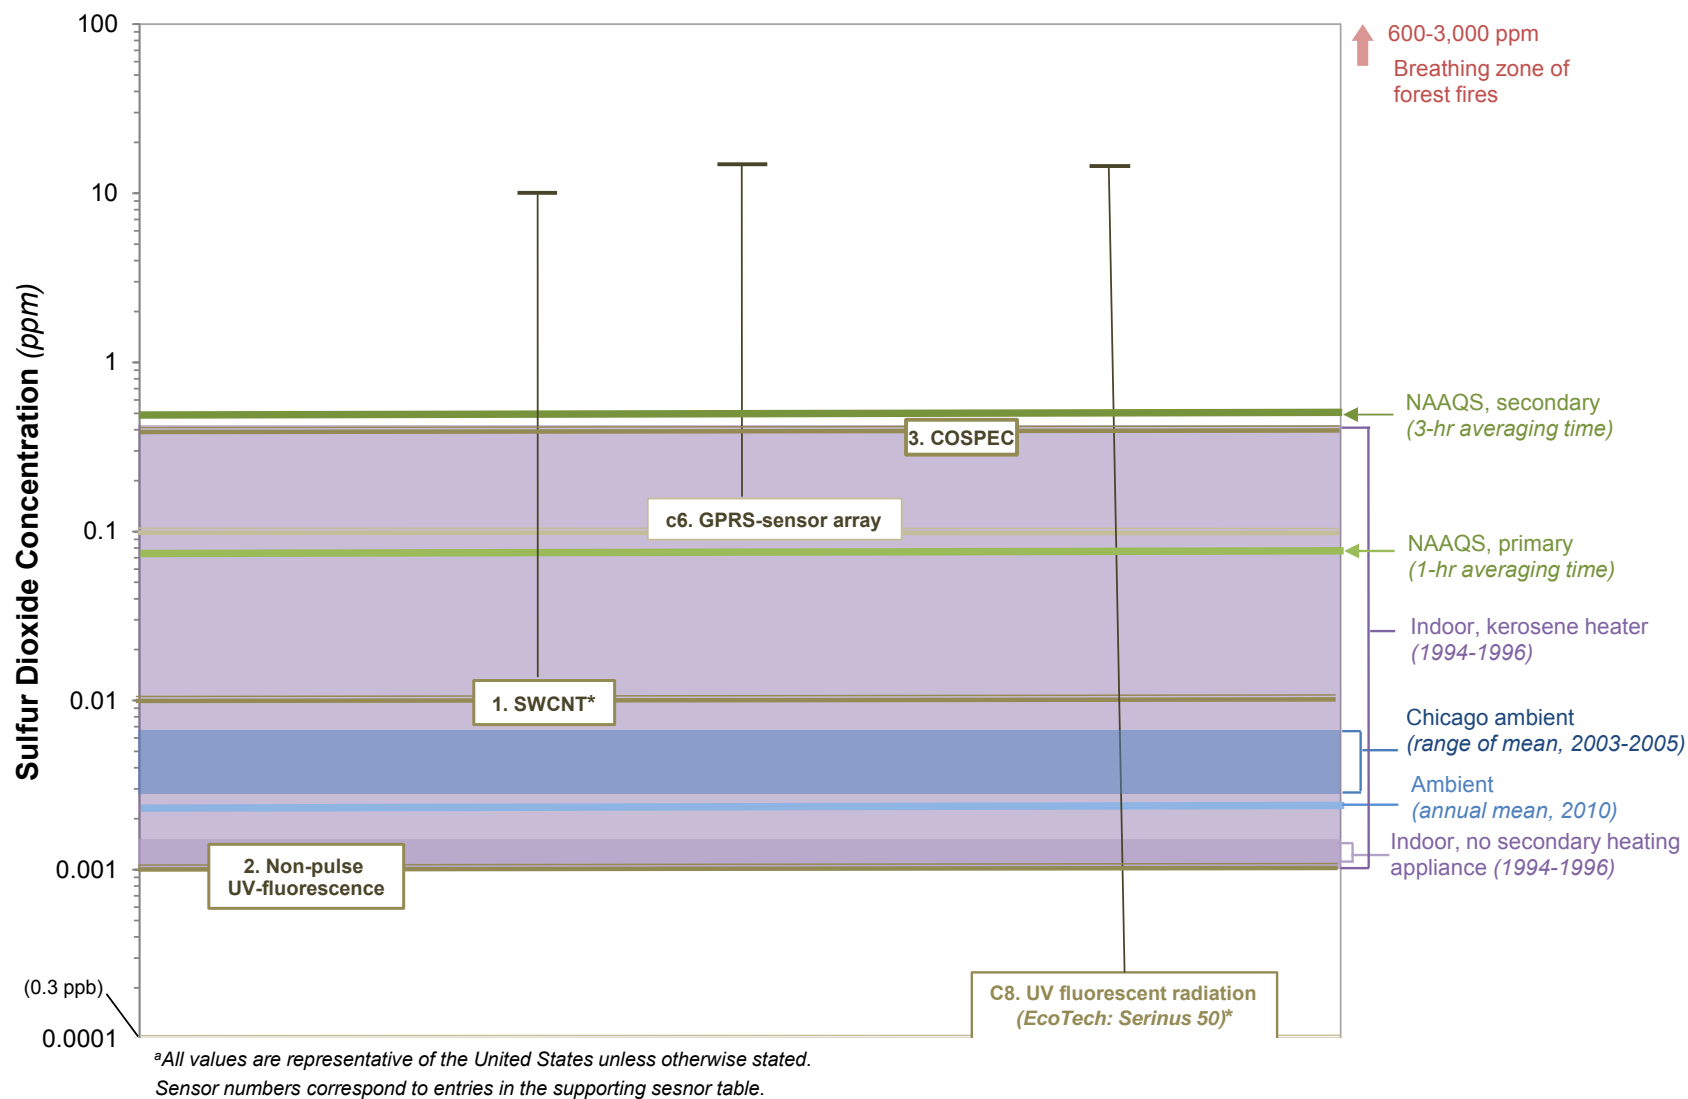 100
10
1
0.1
0.01
0.001
(0.3 ppb)
0.0001
Sulfur Dioxide Concentration (ppm)
3. COSPEC
c6. GPRS-sensor array
1. SWCNT*
2. Non-pulse
UV-fluorescence
C8. UV fluorescent radiation
(EcoTech: Serinus 50)*
600-3,000 ppm
Breathing zone of
forest fires
NAAQS, secondary
(3-hr averaging time)
NAAQS, primary
(1-hr averaging time)
Indoor, kerosene heater
(1994-1996)
Chicago ambient
(range of mean, 2003-2005)
Ambient
(annual mean, 2010)
Indoor, no secondary heating
appliance (1994-1996)
ᵃAll values are representative of the United States unless otherwise stated.
Sensor numbers correspond to entries in the supporting sesnor table.